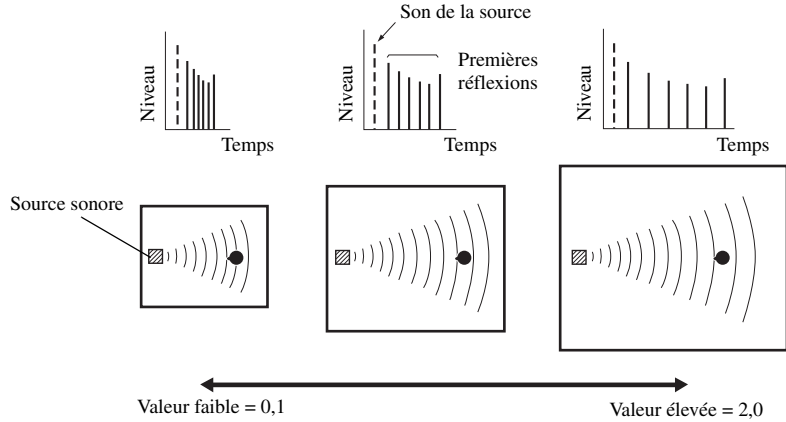 Son de la source
Premières
réflexions
Niveau
Temps
Niveau
Temps
Niveau
Temps
Source sonore
Valeur faible = 0,1
Valeur élevée = 2,0